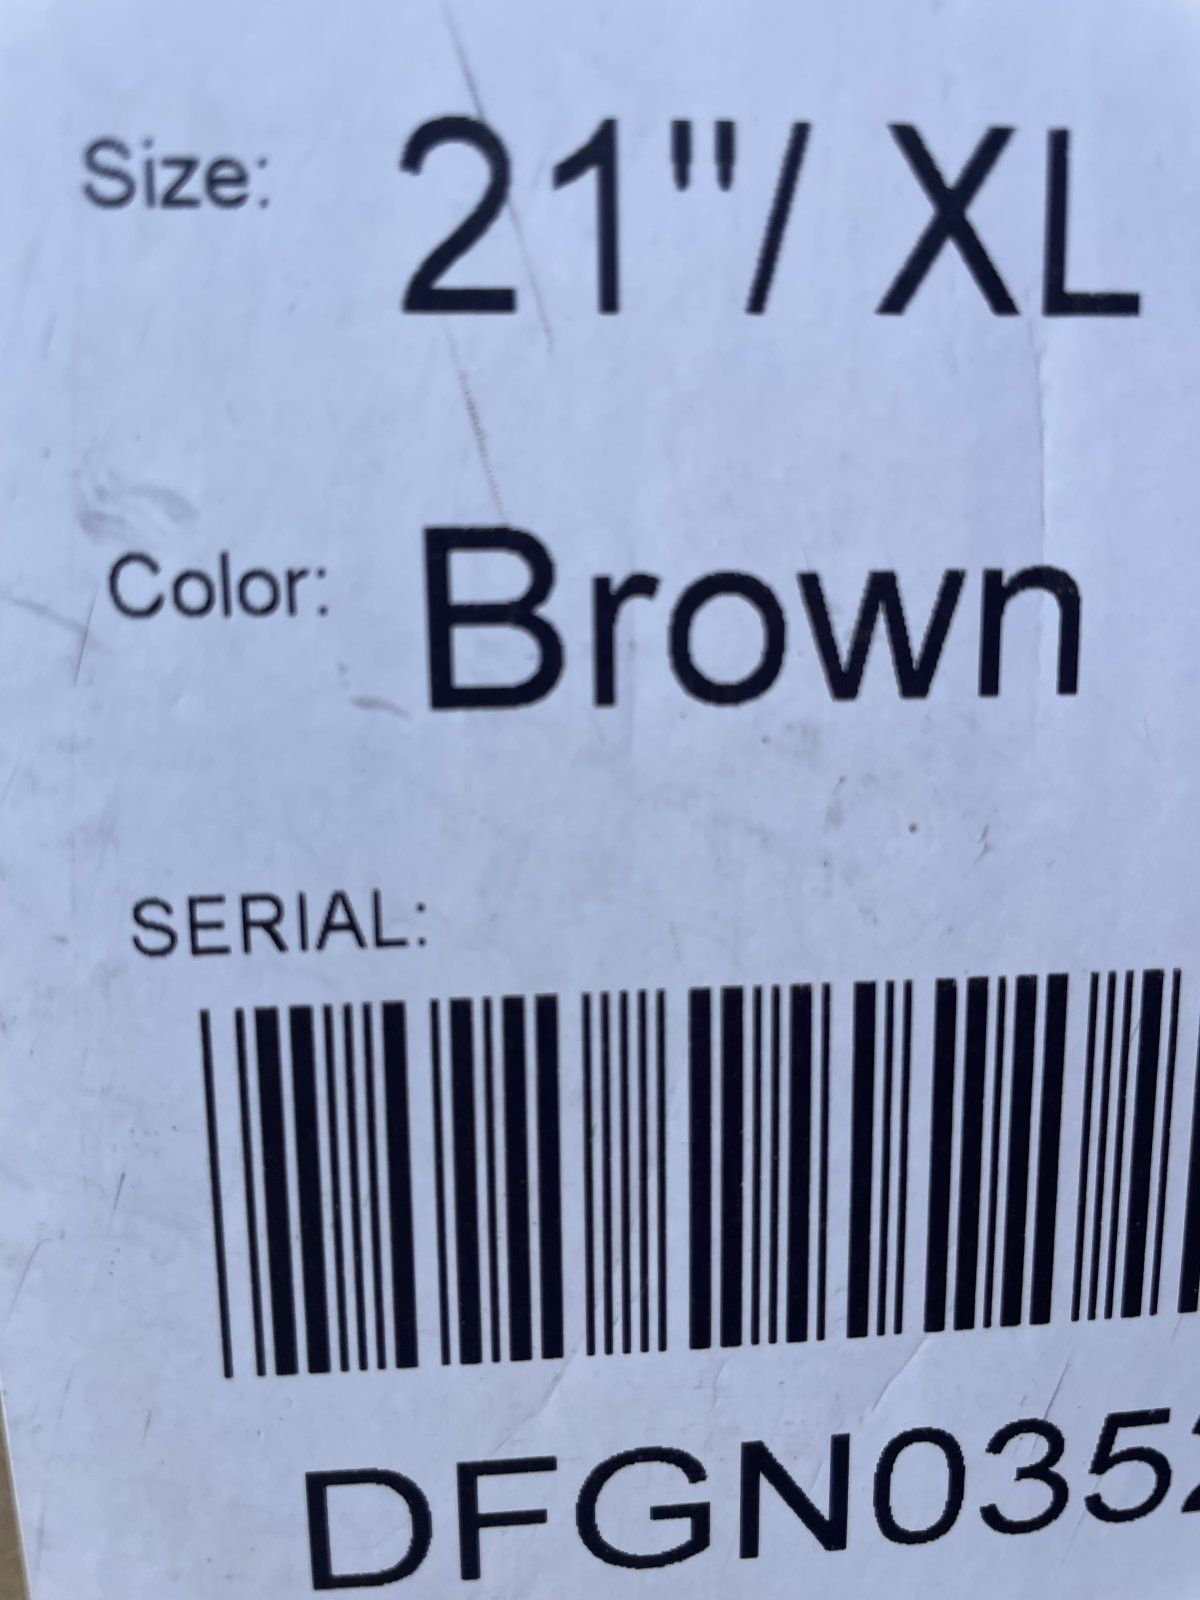 Size: 21"/ XL
Color: Brown
SERIAL:
DFGN035